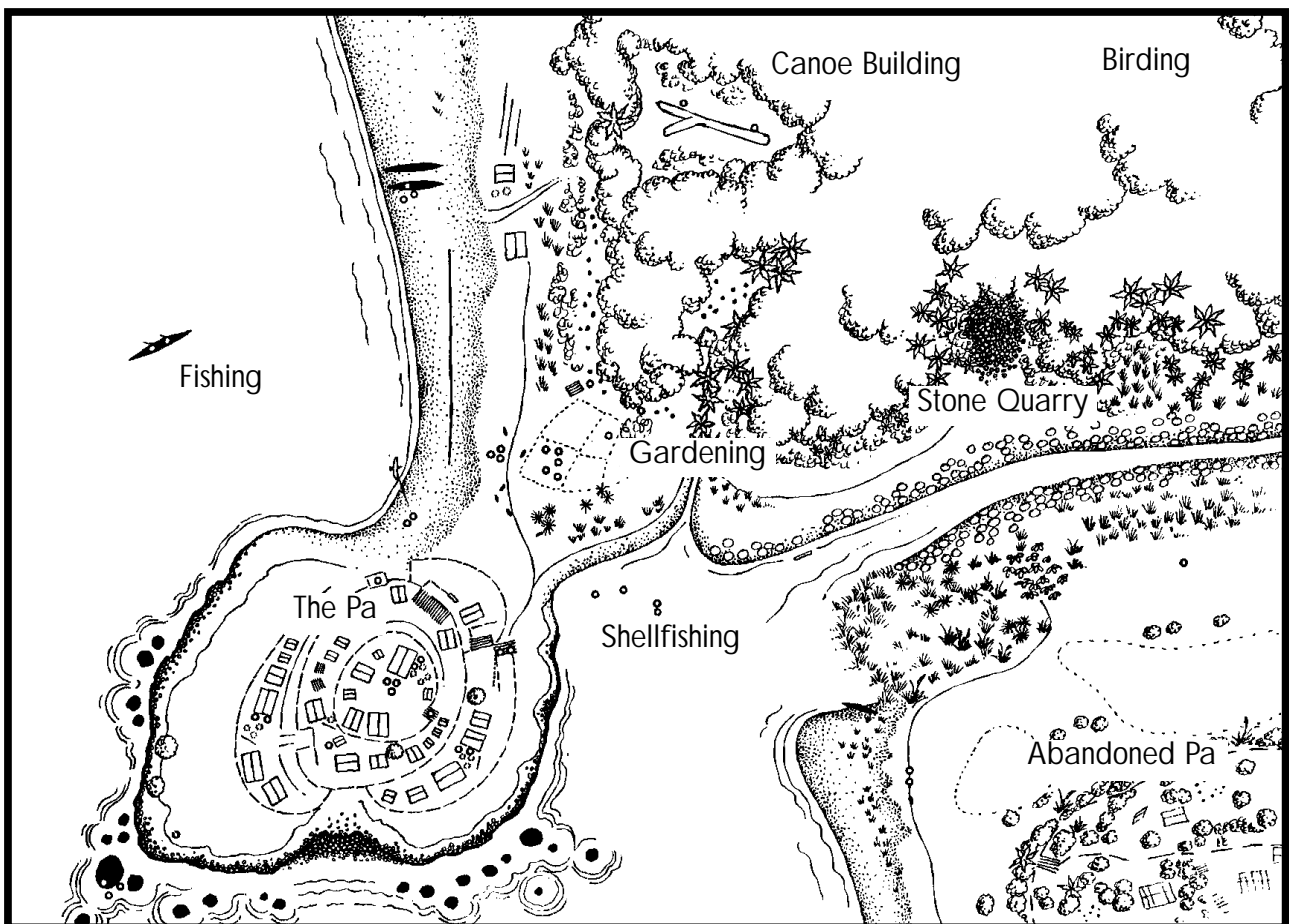 Canoe Building
Birding
Fishing
Stone Quarry
Gardening
The Pa
Shellfishing
Abandoned Pa